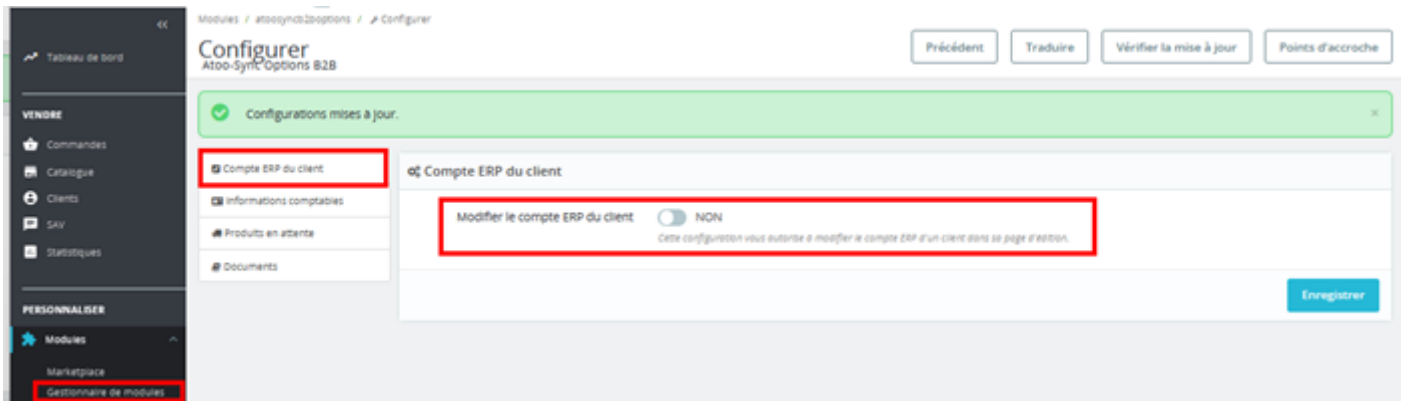 Modules / atoosyncb2boptions / Configurer
Configurer
Atoo-Sync Options B2B
Précédent
Traduire
Vérifier la mise à jour
Points d'accroche
Tableau de bord
VENDRE
Commandes
Catalogue
Clients
SAV
Statistiques
PERSONNALISER
Modules
Marketplace
Gestionnaire de modules
Configurations mises à jour.
Compte ERP du client
Informations comptables
Produits en attente
Documents
Compte ERP du client
Modifier le compte ERP du client NON
Cette configuration vous autorise à modifier le compte ERP d'un client dans sa page d'édition.
Enregistrer